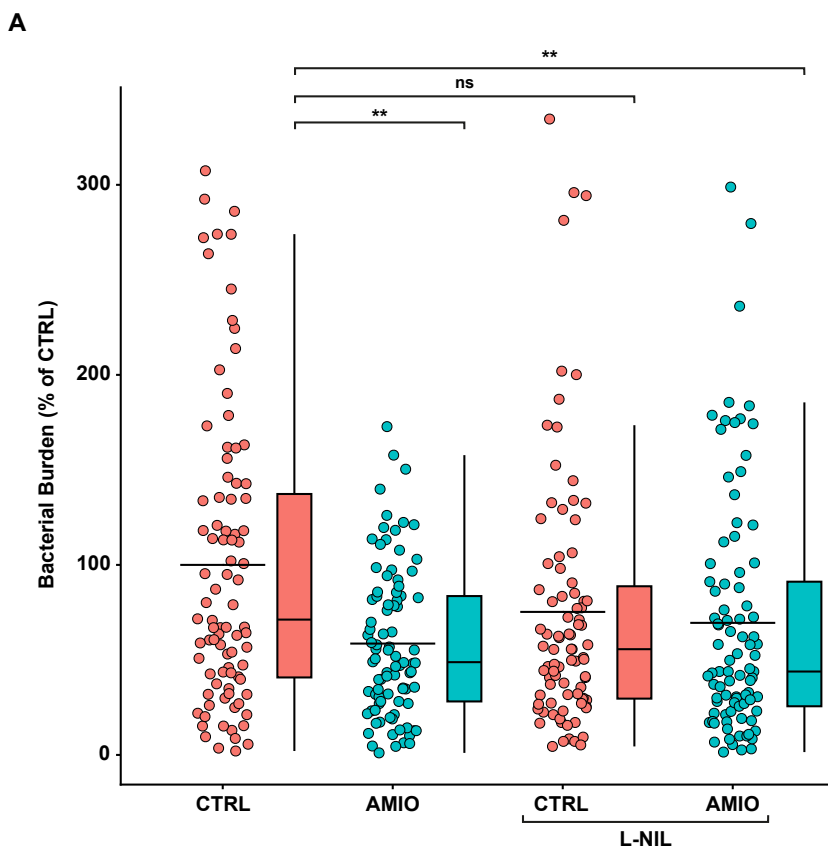 A
**
ns
**
300
200
100
0
Bacterial Burden (% of CTRL)
CTRL AMIO CTRL AMIO
L-NIL